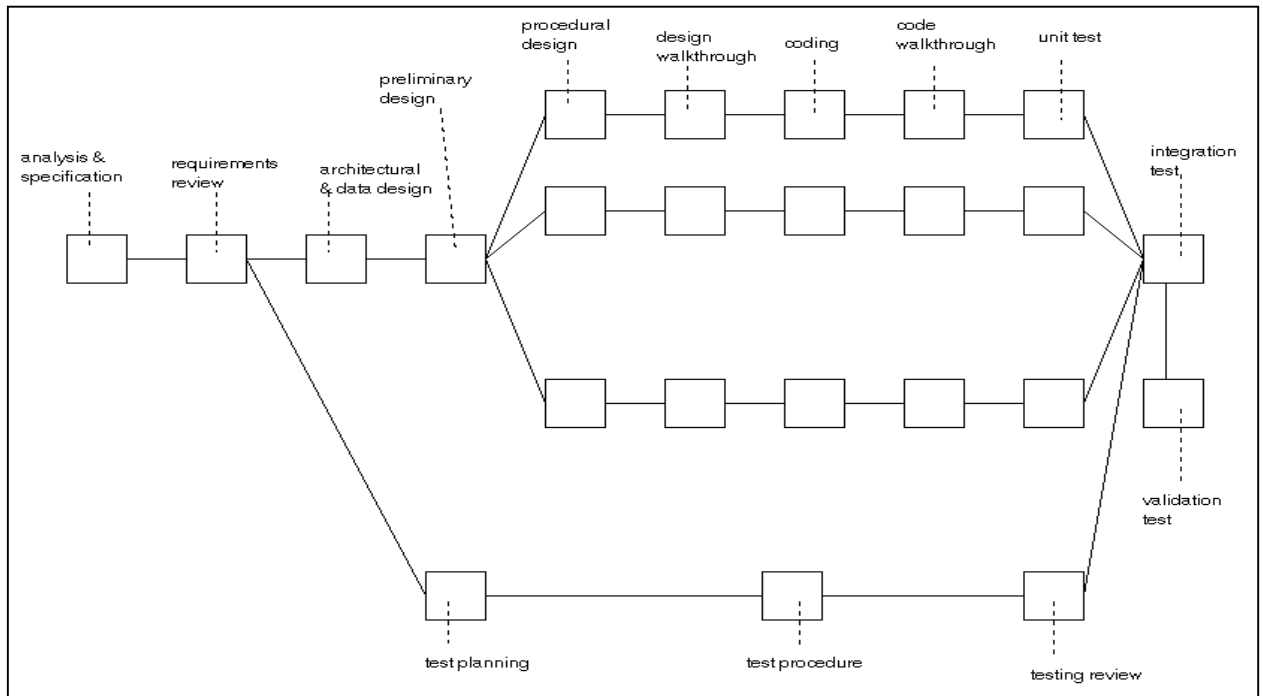 procedural
design
design
walkthrough
coding
code
walkthrough
unit test
preliminary
design
analysis &
specification
requirements
review
architectural
& data design
integration
test
validation
test
test planning
test procedure
testing review